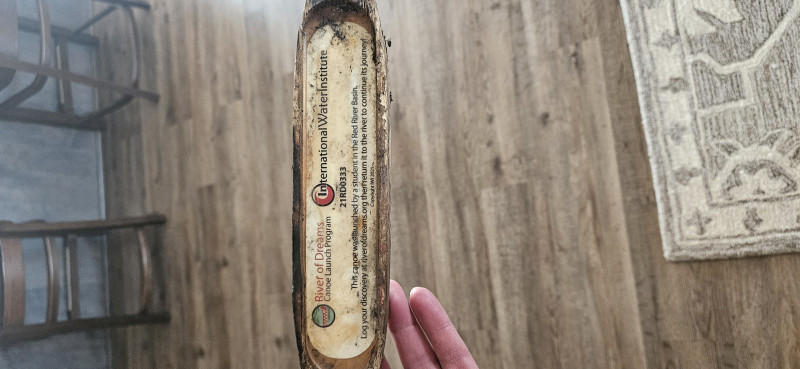 River of Dreams
Canoe Launch Program
International Water Institute
21RD0333
This canoe was launched by a student in the Red River Basin.
Log your discovery at riverofdreams.org then return it to the river to continue its journey!